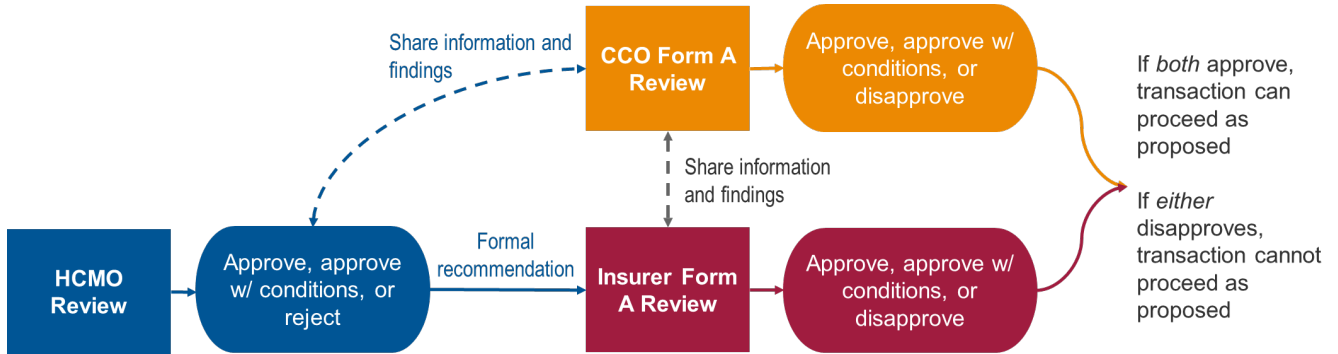 Share information and
findings
CCO Form A
Review
Approve, approve w/
conditions, or
disapprove
If both approve,
transaction can
proceed as
proposed
Share information
and findings
HCMO
Review
Approve, approve
w/ conditions, or
reject
Formal
recommendation
Insurer Form
A Review
Approve, approve w/
conditions, or
disapprove
If either
disapproves,
transaction cannot
proceed as
proposed